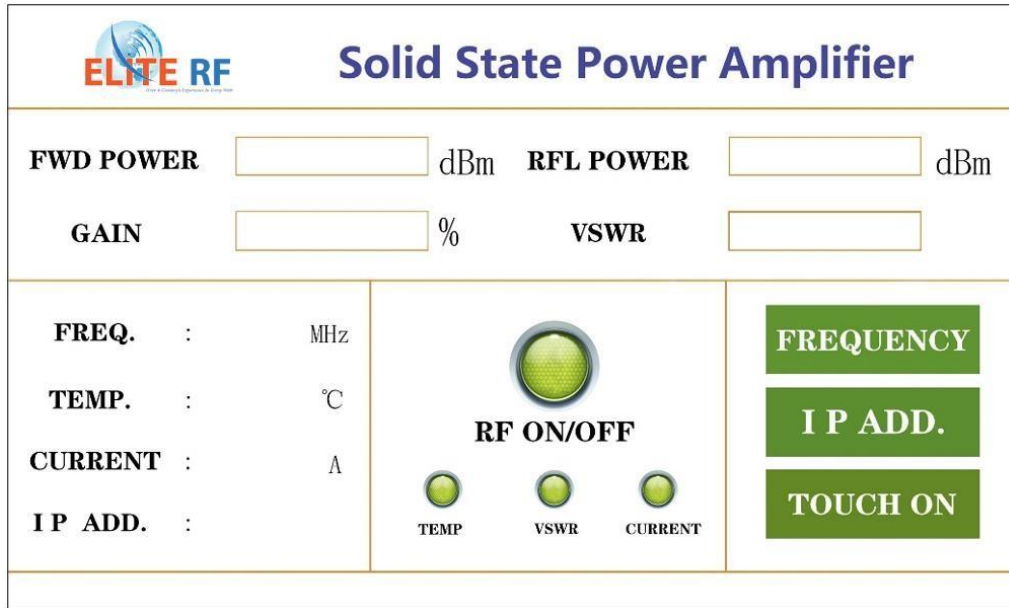 ELITE RF
Solid State Power Amplifier
FWD POWER dBm RFL POWER dBm
GAIN % VSWR
FREQ. : MHz
TEMP. : ℃
CURRENT : A
I P ADD. :
RF ON/OFF
TEMP VSWR CURRENT
FREQUENCY
I P ADD.
TOUCH ON